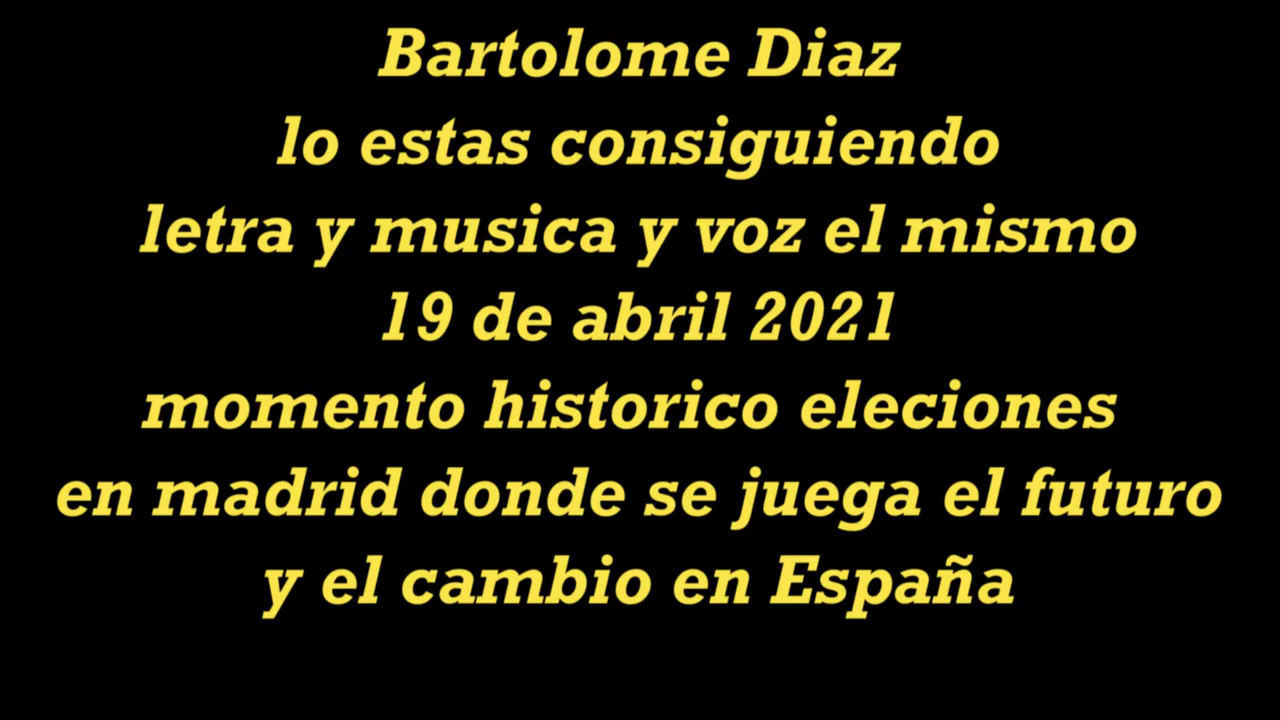 Bartolome Diaz
lo estas consiguiendo
letra y musica y voz el mismo
19 de abril 2021
momento historico eleciones
en madrid donde se juega el futuro
y el cambio en España